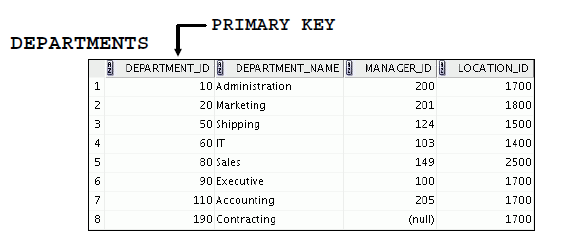 PRIMARY KEY
DEPARTMENTS
DEPARTMENT_ID DEPARTMENT_NAME MANAGER_ID LOCATION_ID
1 10 Administration 200 1700
2 20 Marketing 201 1800
3 50 Shipping 124 1500
4 60 IT 103 1400
5 80 Sales 149 2500
6 90 Executive 100 1700
7 110 Accounting 205 1700
8 190 Contracting (null) 1700